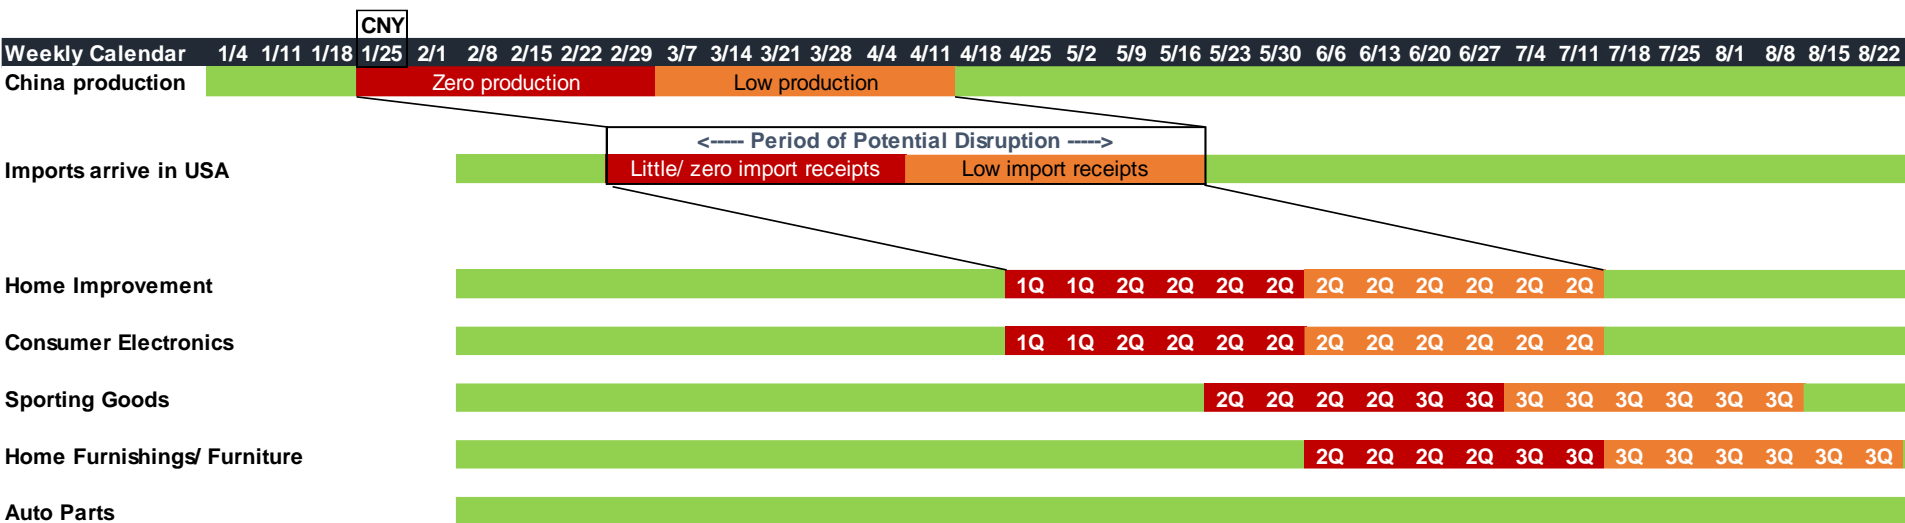 CNY
Weekly Calendar 1/4 1/11 1/18 1/25 2/1 2/8 2/15 2/22 2/29 3/7 3/14 3/21 3/28 4/4 4/11 4/18 4/25 5/2 5/9 5/16 5/23 5/30 6/6 6/13 6/20 6/27 7/4 7/11 7/18 7/25 8/1 8/8 8/15 8/22
China production Zero production Low production
<----- Period of Potential Disruption ----->
Imports arrive in USA Little/ zero import receipts Low import receipts
Home Improvement 1Q 1Q 2Q 2Q 2Q 2Q 2Q 2Q 2Q 2Q 2Q 2Q
Consumer Electronics 1Q 1Q 2Q 2Q 2Q 2Q 2Q 2Q 2Q 2Q 2Q 2Q
Sporting Goods 2Q 2Q 2Q 2Q 3Q 3Q 3Q 3Q 3Q 3Q 3Q 3Q
Home Furnishings/ Furniture 2Q 2Q 2Q 2Q 3Q 3Q 3Q 3Q 3Q 3Q 3Q 3Q
Auto Parts